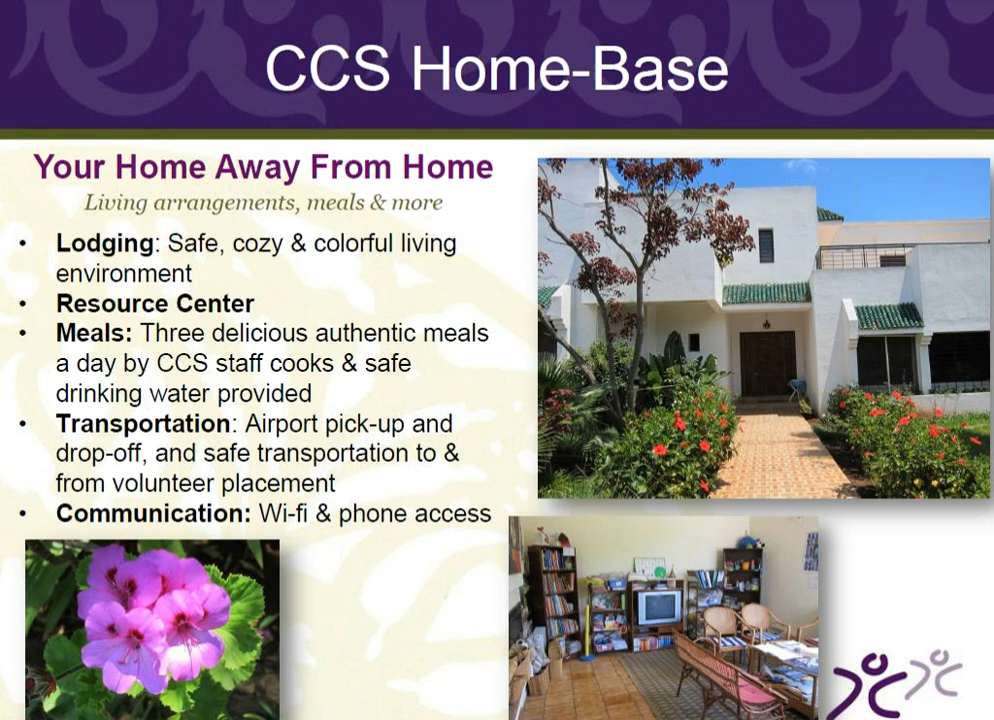 CCS Home-Base
Your Home Away From Home
Living arrangements, meals & more
• Lodging: Safe, cozy & colorful living
environment
• Resource Center
• Meals: Three delicious authentic meals
a day by CCS staff cooks & safe
drinking water provided
• Transportation: Airport pick-up and
drop-off, and safe transportation to &
from volunteer placement
• Communication: Wi-fi & phone access